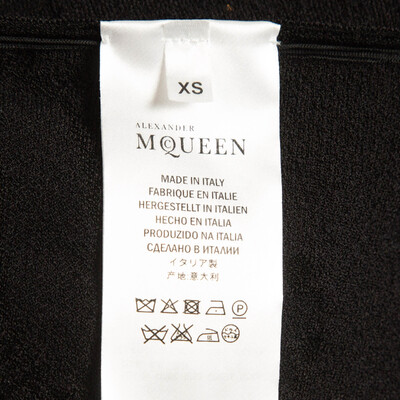 XS
ALEXANDER
McQUEEN
MADE IN ITALY
FABRIQUE EN ITALIE
HERGESTELLT IN ITALIEN
HECHO EN ITALIA
PRODUZIDO NA ITALIA
СДЕЛАНО В ИТАЛИИ
イタリア製
产地 意大利
P